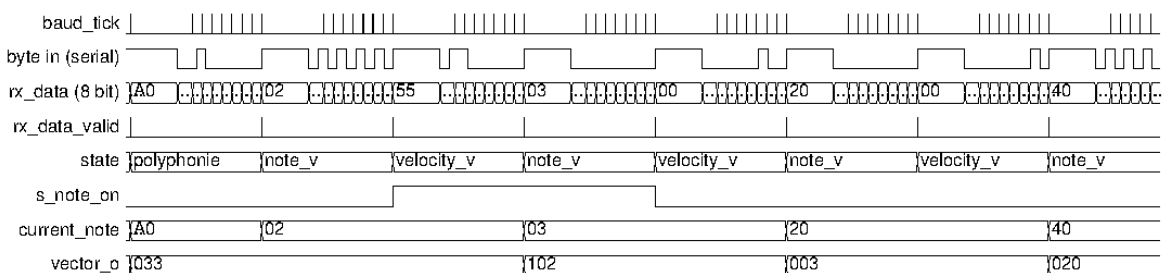 baud_tick
byte in (serial)
rx_data (8 bit) A0 .. .. .. .. .. .. .. .. 02 .. .. .. .. .. .. .. .. 55 .. .. .. .. .. .. .. .. 03 .. .. .. .. .. .. .. .. 00 .. .. .. .. .. .. .. .. 20 .. .. .. .. .. .. .. .. 00 .. .. .. .. .. .. .. .. 40 .. .. .. ..
rx_data_valid
state polyphonie note_v velocity_v note_v velocity_v note_v velocity_v note_v
s_note_on
current_note A0 02 03 20 40
vector_o 033 102 003 020